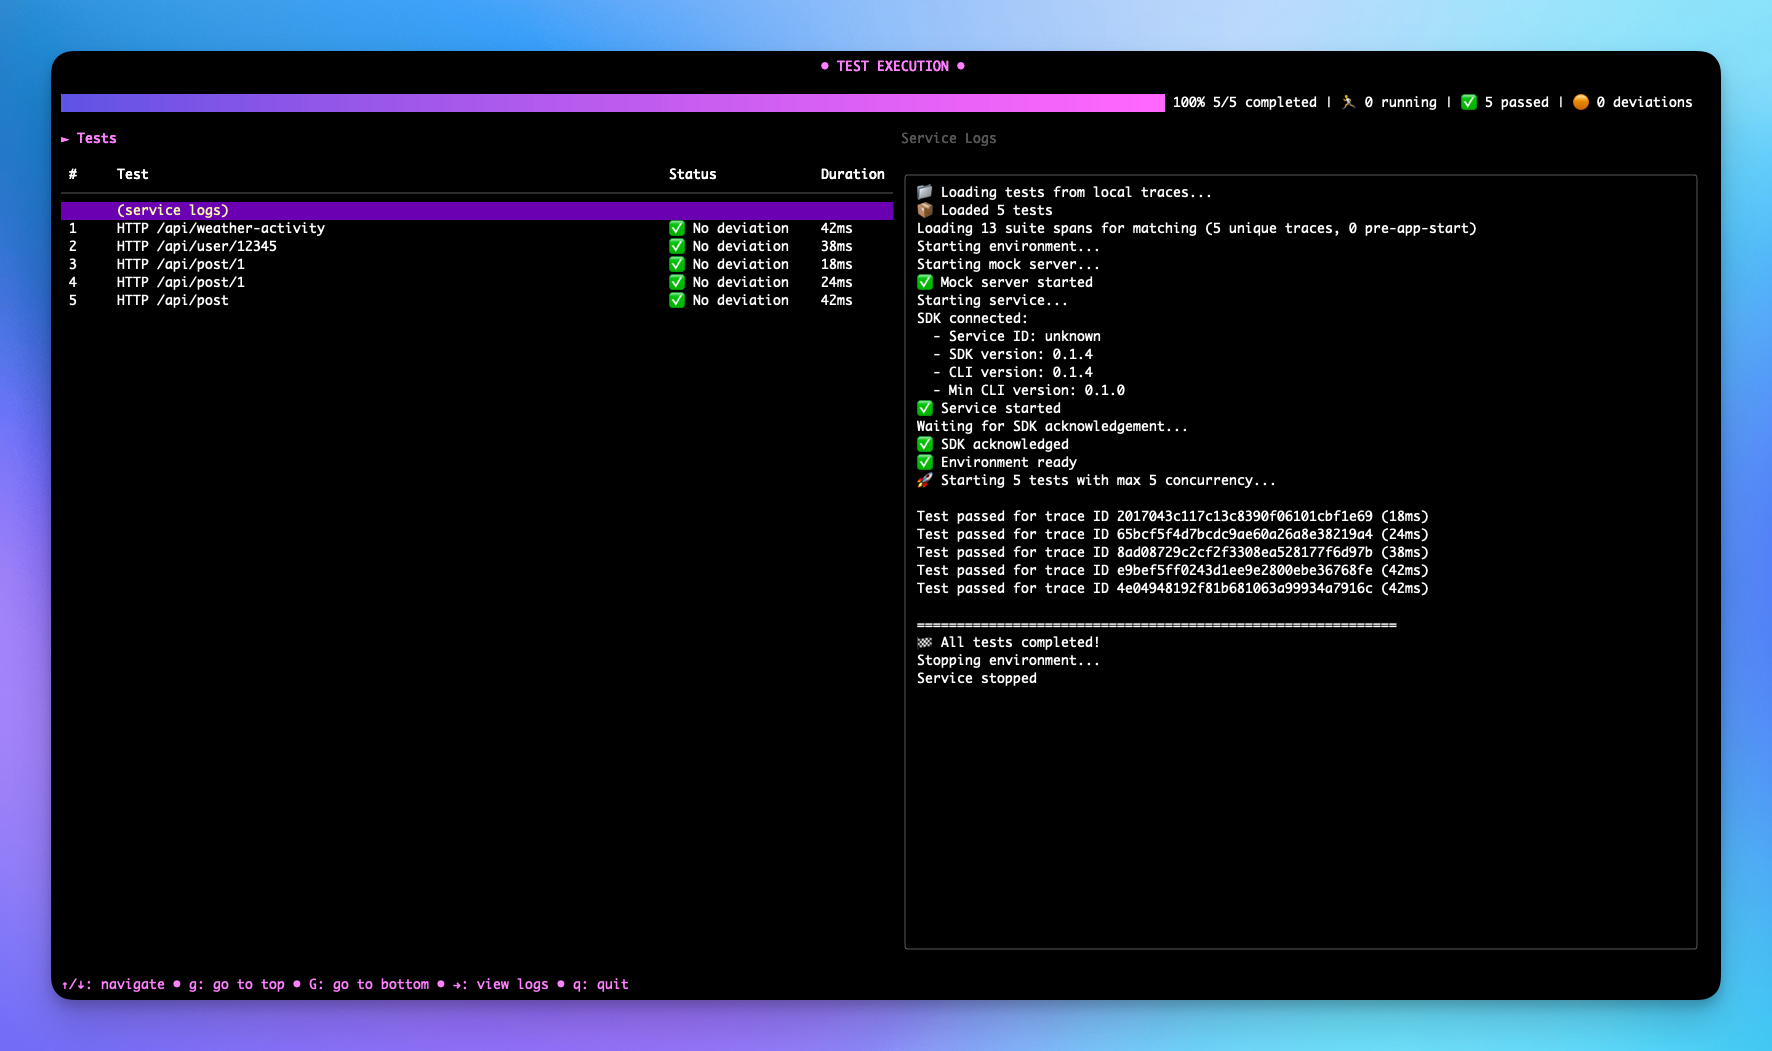 ● TEST EXECUTION ●
100% 5/5 completed | 🏃 0 running | ✅ 5 passed | 🟠 0 deviations
► Tests
# Test Status Duration
(service logs)
1 HTTP /api/weather-activity ✅ No deviation 42ms
2 HTTP /api/user/12345 ✅ No deviation 38ms
3 HTTP /api/post/1 ✅ No deviation 18ms
4 HTTP /api/post/1 ✅ No deviation 24ms
5 HTTP /api/post ✅ No deviation 42ms
Service Logs
📁 Loading tests from local traces...
📦 Loaded 5 tests
Loading 13 suite spans for matching (5 unique traces, 0 pre-app-start)
Starting environment...
Starting mock server...
✅ Mock server started
Starting service...
SDK connected:
- Service ID: unknown
- SDK version: 0.1.4
- CLI version: 0.1.4
- Min CLI version: 0.1.0
✅ Service started
Waiting for SDK acknowledgement...
✅ SDK acknowledged
✅ Environment ready
🚀 Starting 5 tests with max 5 concurrency...
Test passed for trace ID 2017043c117c13c8390f06101cbf1e69 (18ms)
Test passed for trace ID 65bcf5f4d7bcdc9ae60a26a8e38219a4 (24ms)
Test passed for trace ID 8ad08729c2cf2f3308ea528177f6d97b (38ms)
Test passed for trace ID e9bef5ff0243d1ee9e2800ebe36768fe (42ms)
Test passed for trace ID 4e04948192f81b681063a99934a7916c (42ms)
============================================================
🏁 All tests completed!
Stopping environment...
Service stopped
↑/↓: navigate ● g: go to top ● G: go to bottom ● →: view logs ● q: quit